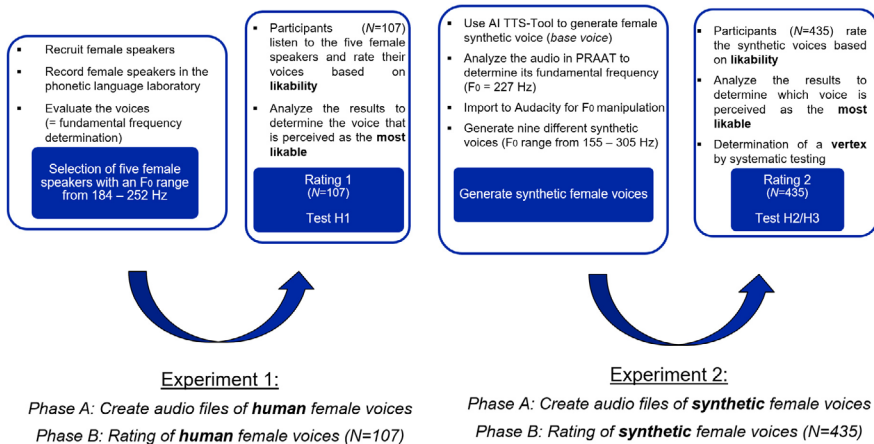 ▪ Recruit female speakers
▪ Record female speakers in the
phonetic language laboratory
▪ Evaluate the voices
(= fundamental frequency
determination)
Selection of five female
speakers with an F₀ range
from 184 – 252 Hz
▪ Participants (N=107)
listen to the five female
speakers and rate their
voices based on
likability
▪ Analyze the results to
determine the voice that
is perceived as the most
likable
Rating 1
(N=107)
Test H1
▪ Use AI TTS-Tool to generate female
synthetic voice (base voice)
▪ Analyze the audio in PRAAT to
determine its fundamental frequency
(F₀ = 227 Hz)
▪ Import to Audacity for F₀ manipulation
▪ Generate nine different synthetic
voices (F₀ range from 155 – 305 Hz)
Generate synthetic female voices
▪ Participants (N=435) rate
the synthetic voices based
on likability
▪ Analyze the results to
determine which voice is
perceived as the most
likable
▪ Determination of a vertex
by systematic testing
Rating 2
(N=435)
Test H2/H3
Experiment 1:
Phase A: Create audio files of human female voices
Phase B: Rating of human female voices (N=107)
Experiment 2:
Phase A: Create audio files of synthetic female voices
Phase B: Rating of synthetic female voices (N=435)